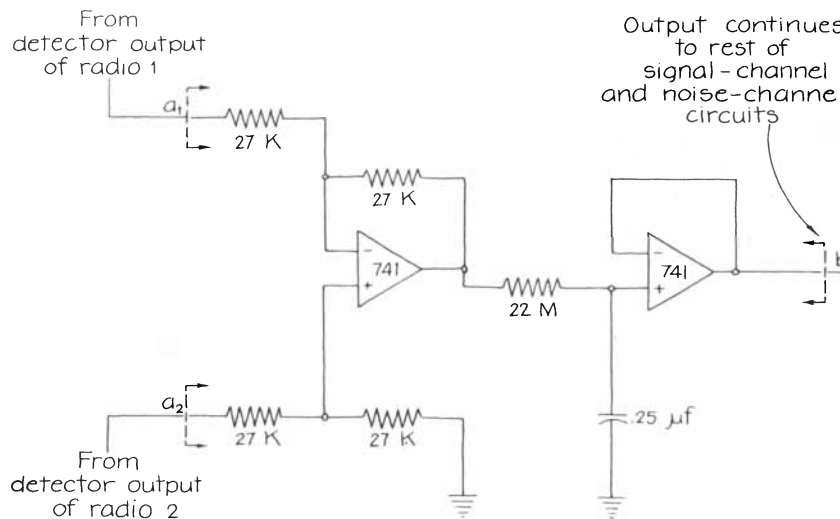 From
detector output
of radio 1
Output continues
to rest of
signal-channel
and noise-channe
circuits
a₁
27 K
27 K
-
741
+
-
741
+
b
22 M
a₂
27 K
27 K
.25 µf
From
detector output
of radio 2